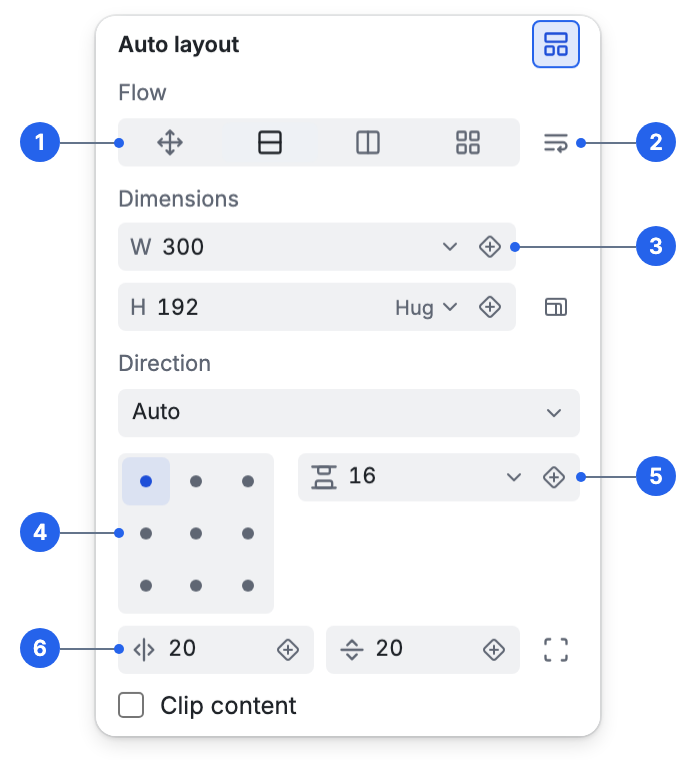 Auto layout
Flow
1
2
Dimensions
W 300
3
H 192 Hug
Direction
Auto
16
5
4
6
20
20
Clip content